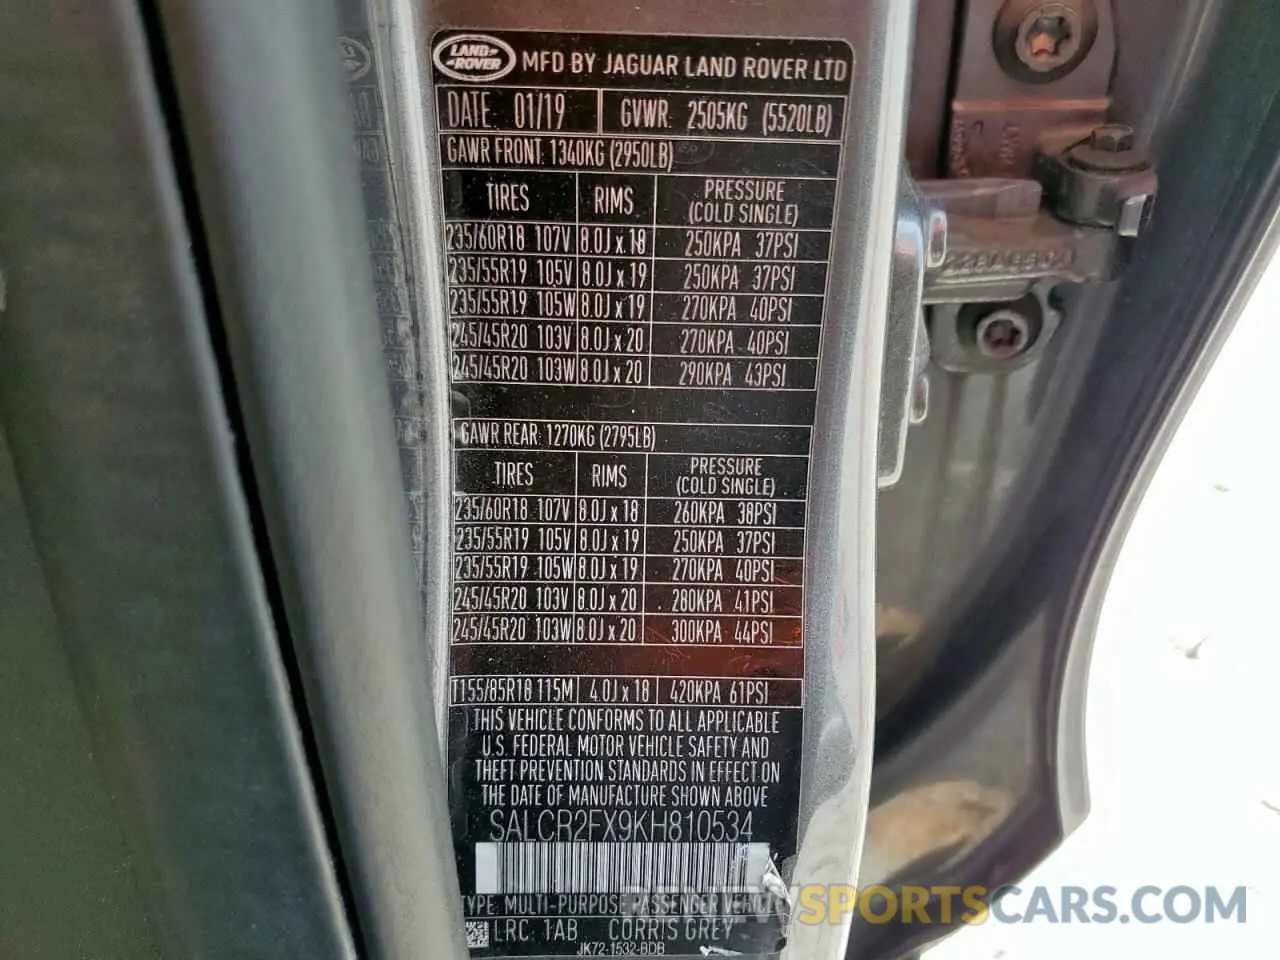 LAND-
-ROVER
MFD BY JAGUAR LAND ROVER LTD
DATE: 01/19 GVWR: 2505KG (5520LB)
GAWR FRONT: 1340KG (2950LB)
TIRES RIMS PRESSURE (COLD SINGLE)
235/60R18 107V 8.0J x 18 250KPA 37PSI
235/55R19 105V 8.0J x 19 250KPA 37PSI
235/55R19 105W 8.0J x 19 270KPA 40PSI
245/45R20 103V 8.0J x 20 270KPA 40PSI
245/45R20 103W 8.0J x 20 290KPA 43PSI
GAWR REAR: 1270KG (2795LB)
TIRES RIMS PRESSURE (COLD SINGLE)
235/60R18 107V 8.0J x 18 260KPA 38PSI
235/55R19 105V 8.0J x 19 250KPA 37PSI
235/55R19 105W 8.0J x 19 270KPA 40PSI
245/45R20 103V 8.0J x 20 280KPA 41PSI
245/45R20 103W 8.0J x 20 300KPA 44PSI
T155/85R18 115M 4.0J x 18 420KPA 61PSI
THIS VEHICLE CONFORMS TO ALL APPLICABLE
U.S. FEDERAL MOTOR VEHICLE SAFETY AND
THEFT PREVENTION STANDARDS IN EFFECT ON
THE DATE OF MANUFACTURE SHOWN ABOVE
SALCR2FX9KH810534
TYPE: MULTI-PURPOSE PASSENGER VEHICLE
LRC: 1AB CORRIS GREY
JK72-1532-BDB
RENEWSPORTSCARS.COM